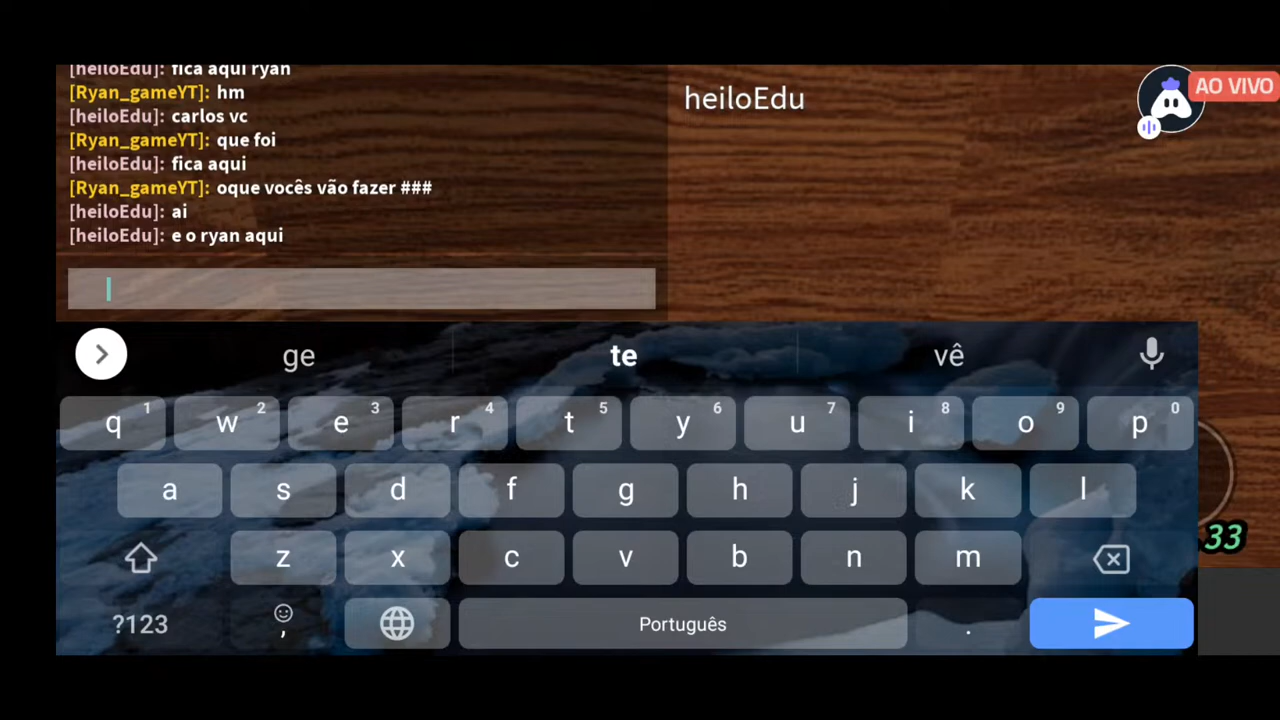 [heiloEdu]: fica aqui ryan
[Ryan_gameYT]: hm
[heiloEdu]: carlos vc
[Ryan_gameYT]: que foi
[heiloEdu]: fica aqui
[Ryan_gameYT]: oque vocês vão fazer ###
[heiloEdu]: ai
[heiloEdu]: e o ryan aqui
heiloEdu
AO VIVO
ge te vê
q 1 w 2 e 3 r 4 t 5 y 6 u 7 i 8 o 9 p 0
a s d f g h j k l
z x c v b n m
33
?123 , Português .